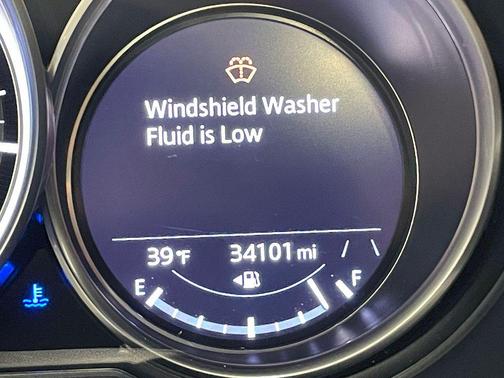 Windshield Washer
Fluid is Low
39°F 34101 mi
E F